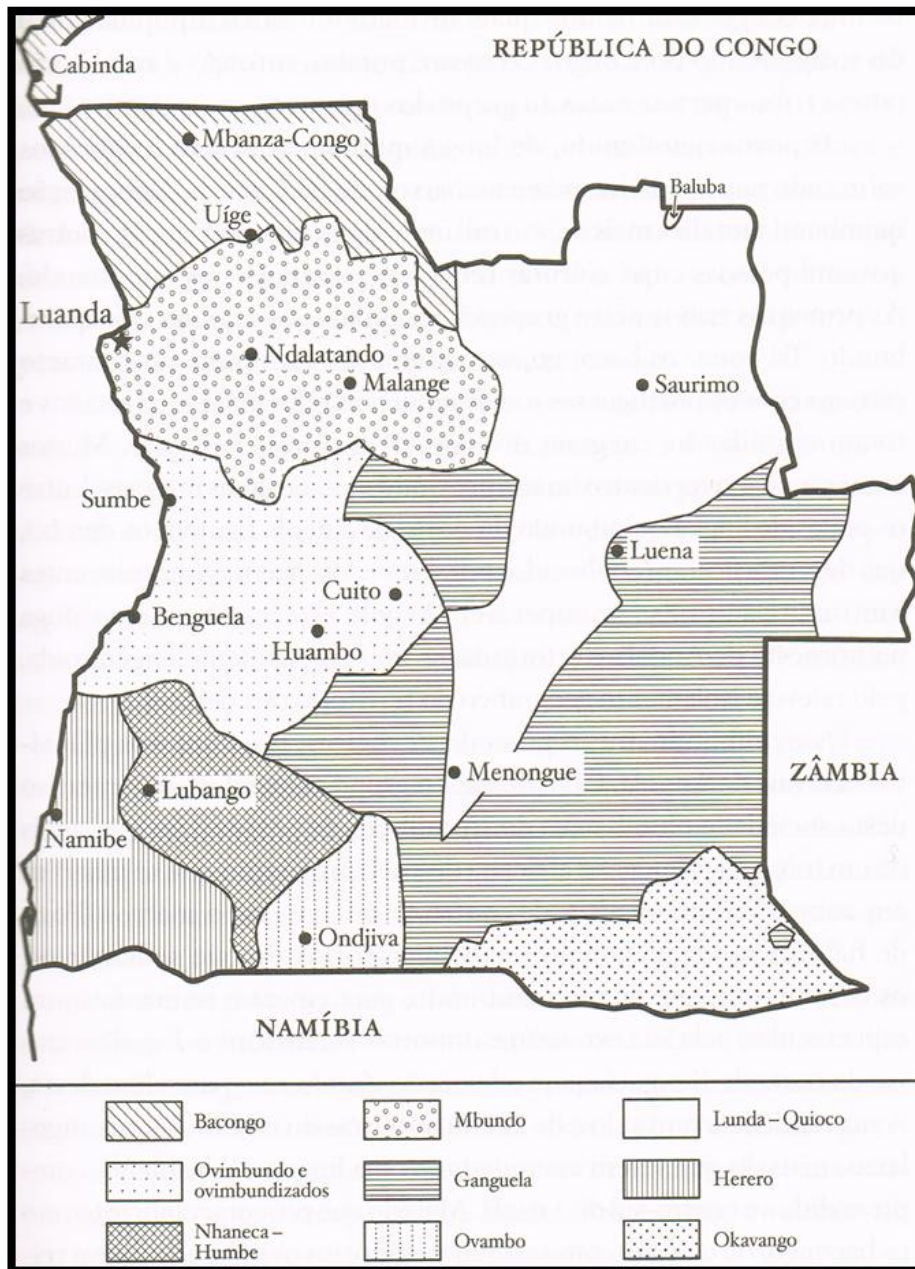 REPÚBLICA DO CONGO
Cabinda
Mbanza-Congo
Baluba
Uíge
Luanda
Ndalatando
Malange
Saurimo
Sumbe
Luena
Cuito
Benguela
Huambo
Menongue
ZÂMBIA
Lubango
Namibe
Ondjiva
NAMÍBIA
Bacongo
Mbundo
Lunda – Quioco
Ovimbundo e
ovimbundizados
Ganguela
Herero
Nhaneca –
Humbe
Ovambo
Okavango